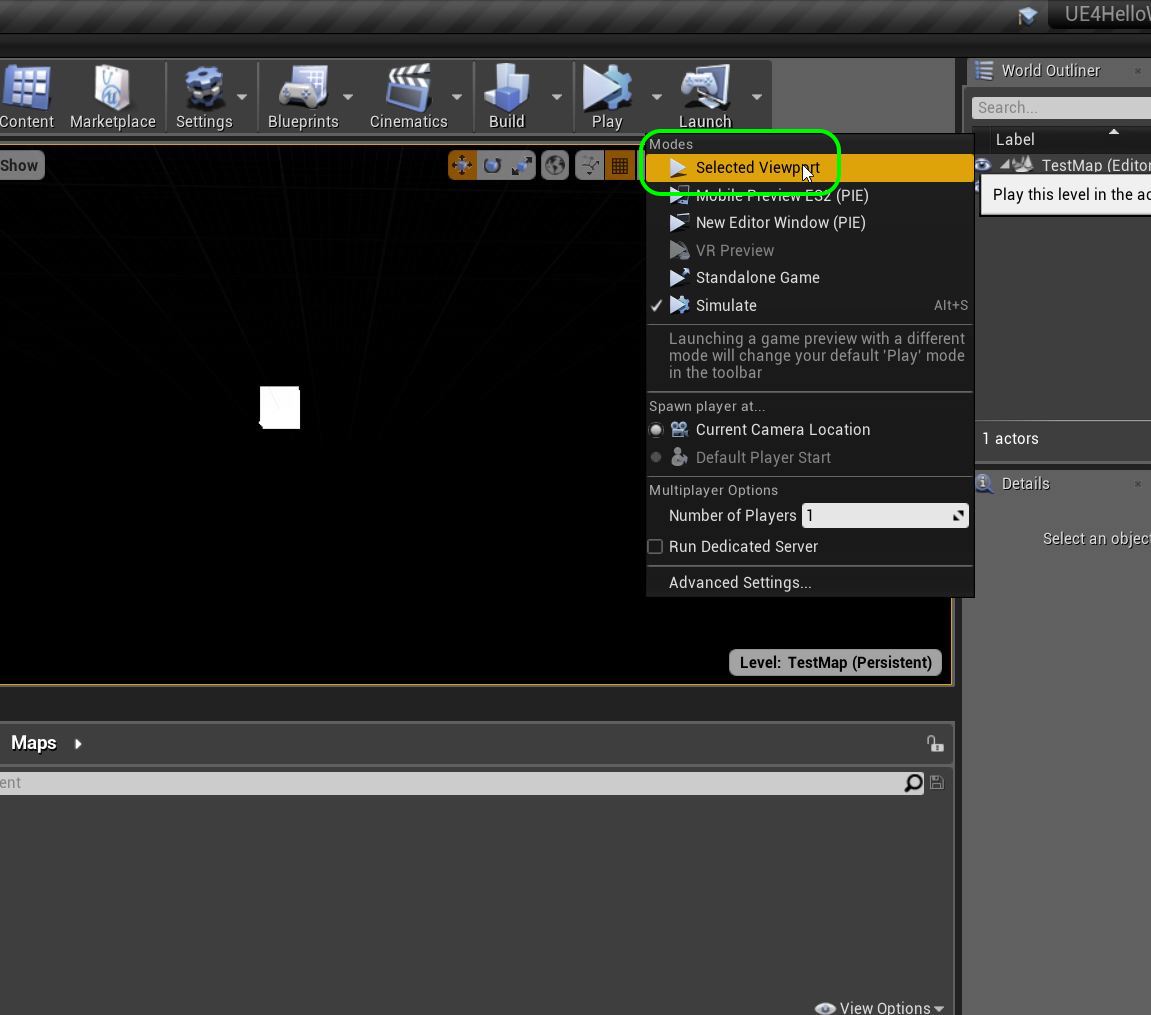 UE4Hello
Content
Marketplace
Settings
Blueprints
Cinematics
Build
Play
Launch
World Outliner
Search...
Label
Show
Modes
Selected Viewport
TestMap (Editor
Play this level in the ac
Mobile Preview ES2 (PIE)
New Editor Window (PIE)
VR Preview
Standalone Game
Simulate Alt+S
Launching a game preview with a different
mode will change your default 'Play' mode
in the toolbar
Spawn player at...
Current Camera Location
Default Player Start
1 actors
Multiplayer Options
Number of Players 1
Run Dedicated Server
Advanced Settings...
Details
Select an object
Level: TestMap (Persistent)
Maps
ent
View Options